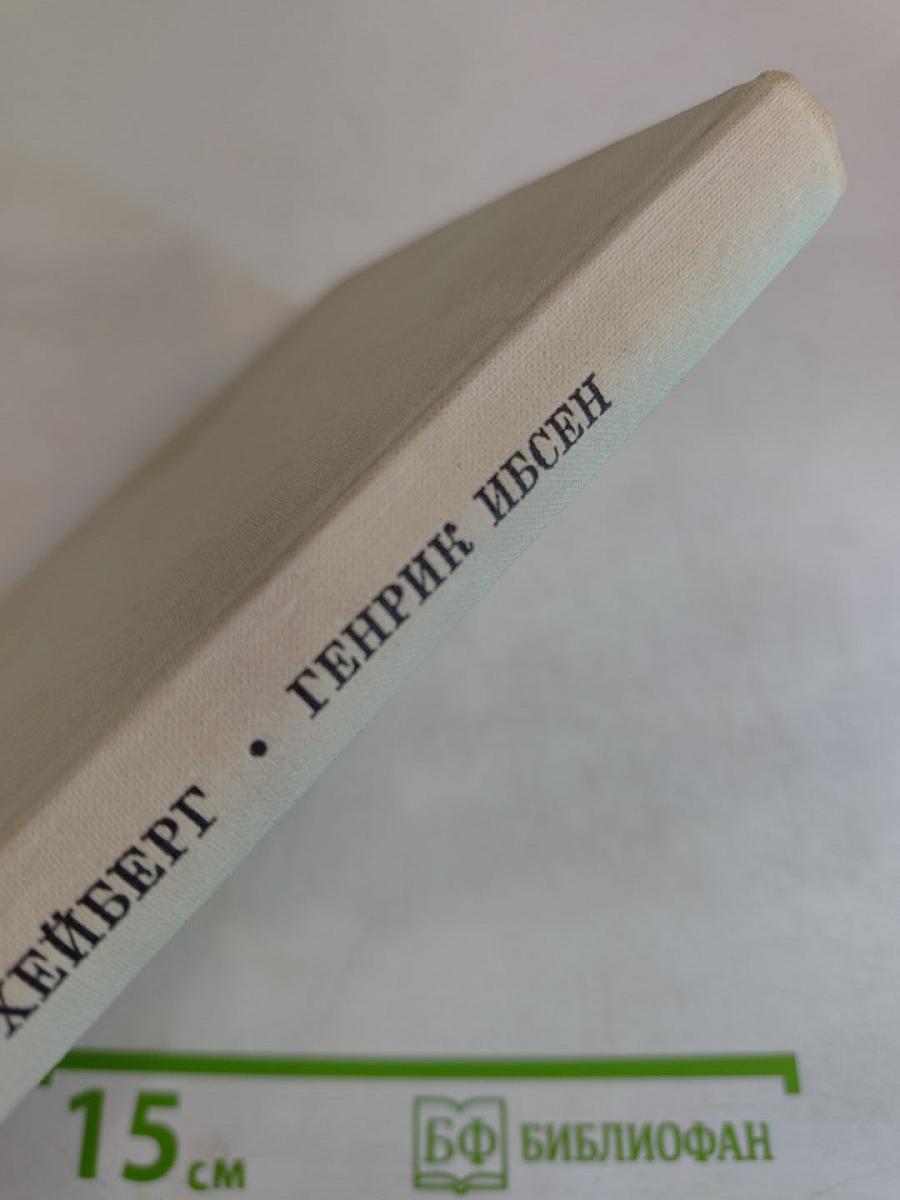 ХЕЙБЕРГ • ГЕНРИК ИБСЕН
15 см
БФ БИБЛИОФАН